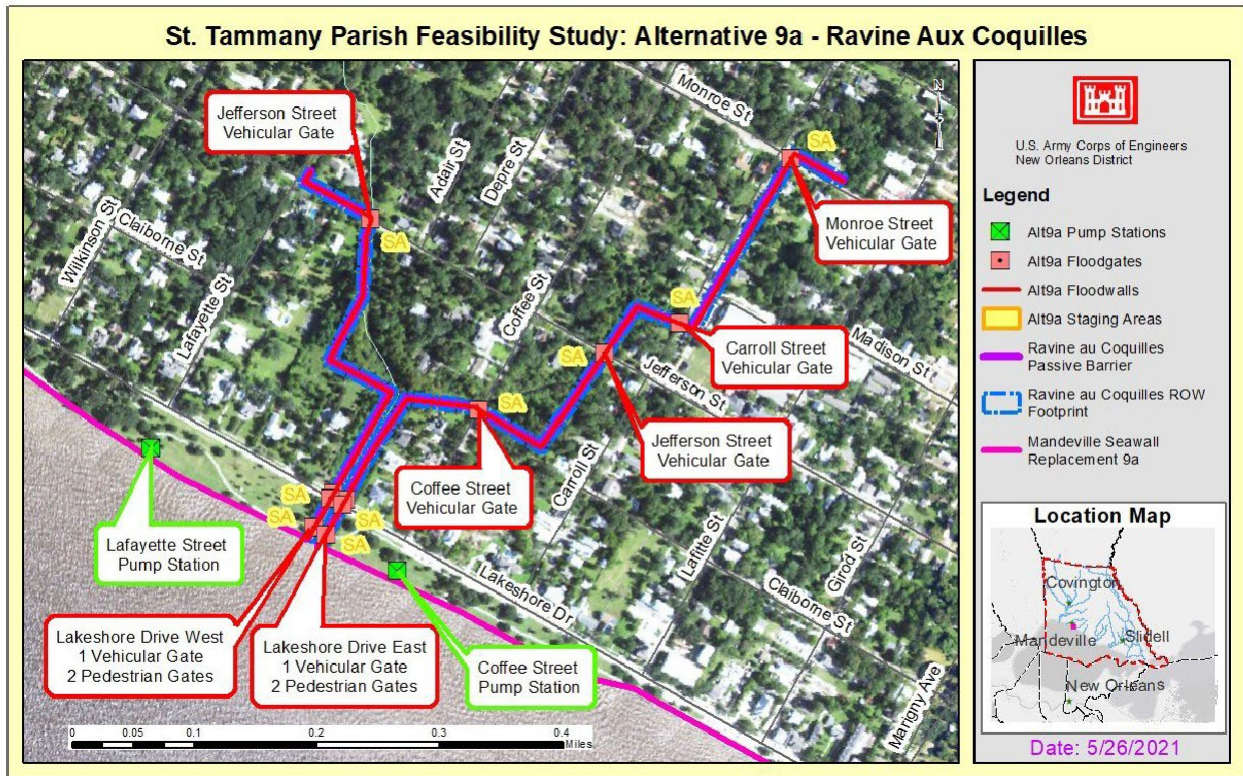 St. Tammany Parish Feasibility Study: Alternative 9a - Ravine Aux Coquilles
Jefferson Street
Vehicular Gate
Monroe St
SA
N
Adair St
Depre St
Monroe Street
Vehicular Gate
Wilkinson St
Claiborne St
SA
Lafayette St
Coffee St
SA
Madison St
Carroll Street
Vehicular Gate
SA
Jefferson St
SA
Jefferson Street
Vehicular Gate
Carroll St
Coffee Street
Vehicular Gate
SA
SA
SA
SA
Lafayette Street
Pump Station
Lafitte St
Girod St
Claiborne St
Lakeshore Dr
Marigny Ave
Lakeshore Drive West
1 Vehicular Gate
2 Pedestrian Gates
Lakeshore Drive East
1 Vehicular Gate
2 Pedestrian Gates
Coffee Street
Pump Station
0 0.05 0.1 0.2 0.3 0.4
Miles
U.S. Army Corps of Engineers
New Orleans District
Legend
Alt9a Pump Stations
Alt9a Floodgates
Alt9a Floodwalls
Alt9a Staging Areas
Ravine au Coquilles
Passive Barrier
Ravine au Coquilles ROW
Footprint
Mandeville Seawall
Replacement 9a
Location Map
Covington
Mandeville
Slidell
New Orleans
Date: 5/26/2021